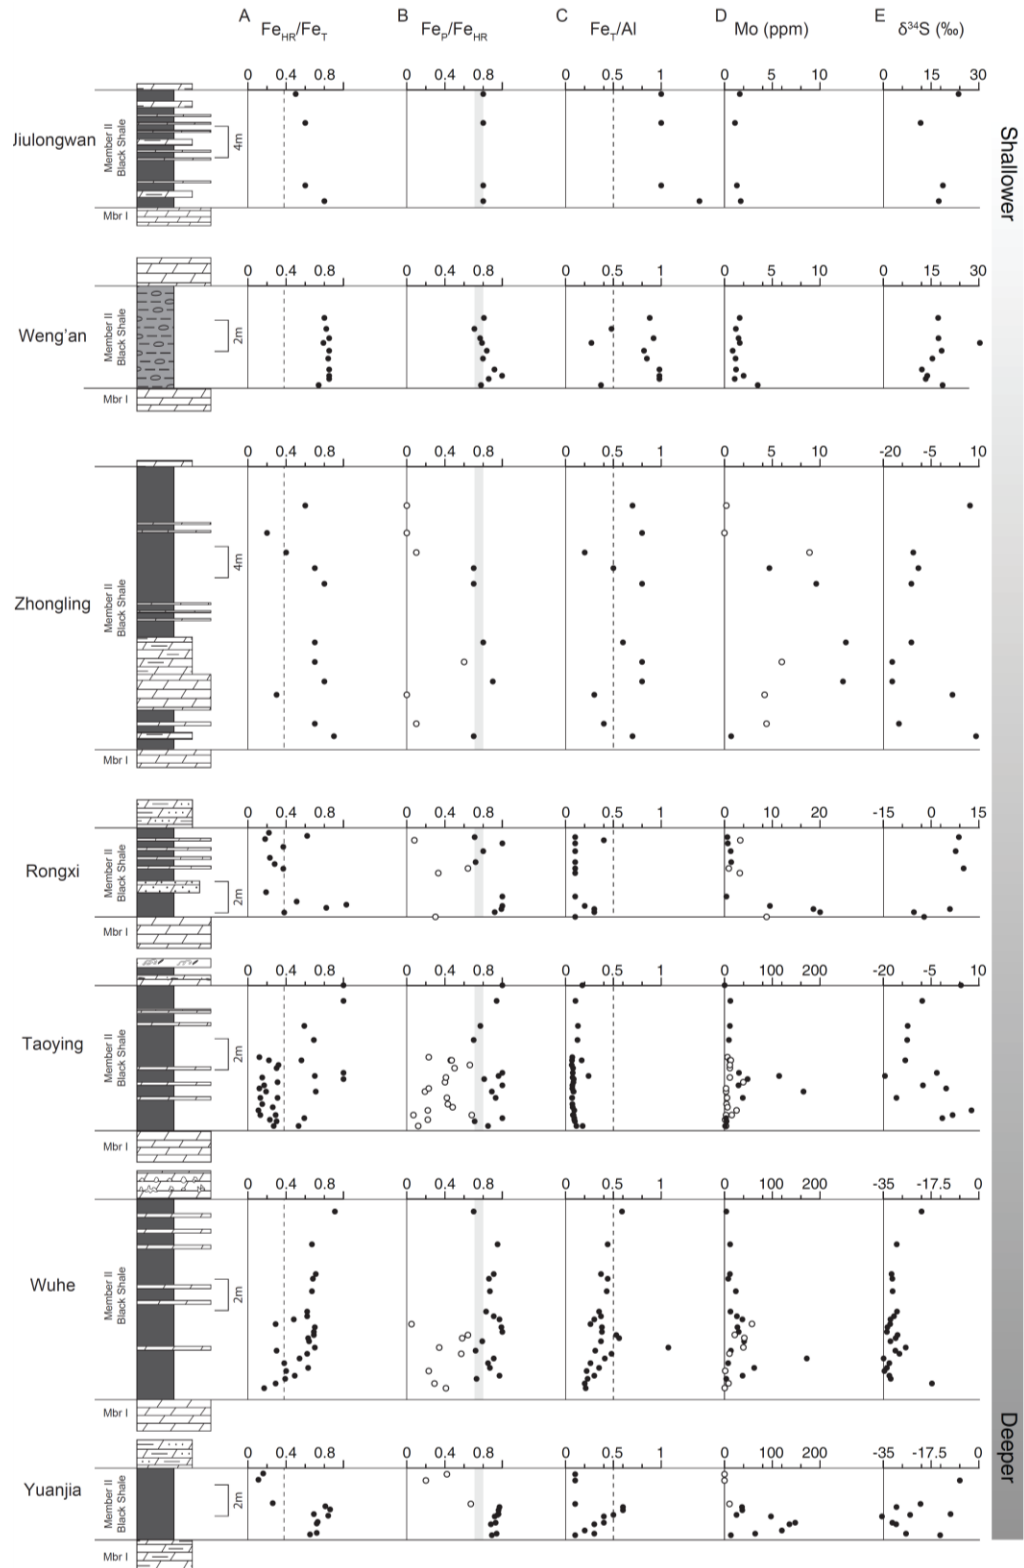 A B C D E
Fe_HR/Fe_T Fe_P/Fe_HR Fe_T/Al Mo (ppm) δ³⁴S (‰)
0 0.4 0.8 0 0.4 0.8 0 0.5 1 0 5 10 0 15 30
Jiulongwan
Member II
Black Shale
4m
Mbr I
Shallower
0 0.4 0.8 0 0.4 0.8 0 0.5 1 0 5 10 0 15 30
Weng'an
Member II
Black Shale
2m
Mbr I
0 0.4 0.8 0 0.4 0.8 0 0.5 1 0 5 10 -20 -5 10
Zhongling
Member II
Black Shale
4m
Mbr I
0 0.4 0.8 0 0.4 0.8 0 0.5 1 0 10 20 -15 0 15
Rongxi
Member II
Black Shale
2m
Mbr I
0 0.4 0.8 0 0.4 0.8 0 0.5 1 0 100 200 -20 -5 10
Taoying
Member II
Black Shale
2m
Mbr I
0 0.4 0.8 0 0.4 0.8 0 0.5 1 0 100 200 -35 -17.5 0
Wuhe
Member II
Black Shale
2m
Mbr I
Deeper
0 0.4 0.8 0 0.4 0.8 0 0.5 1 0 100 200 -35 -17.5 0
Yuanjia
Member II
Black Shale
2m
Mbr I